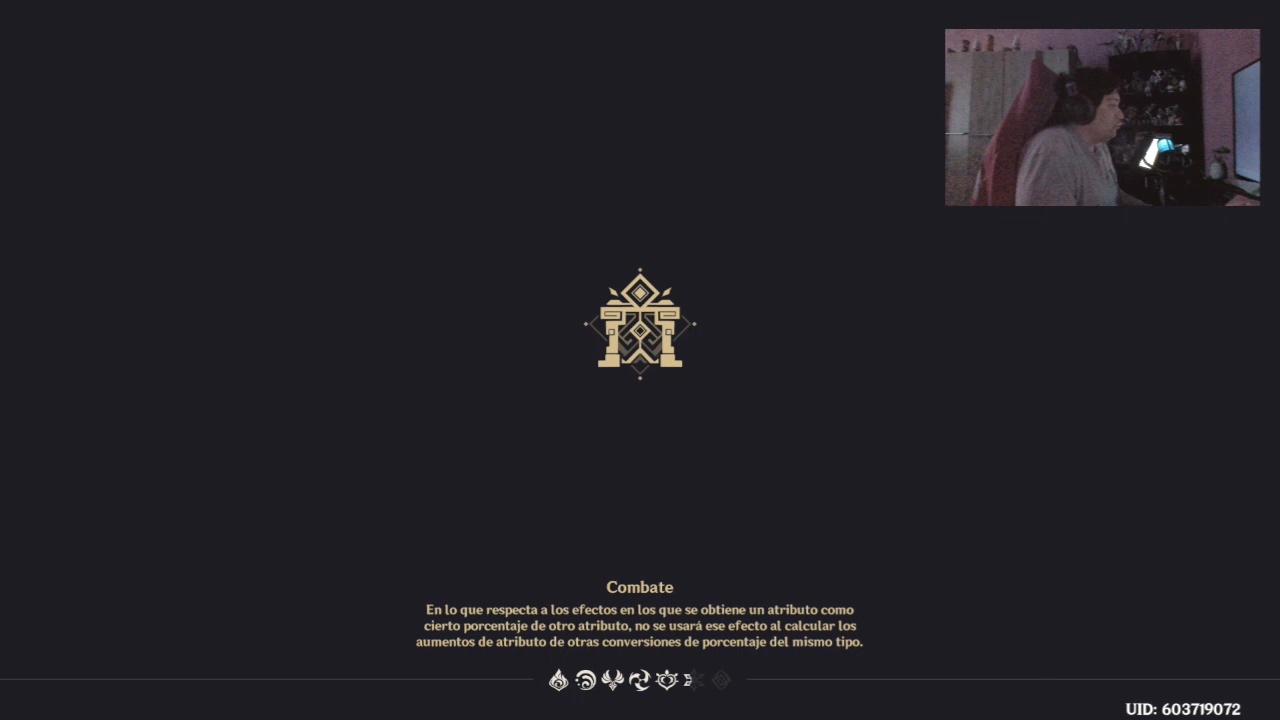 Combate
En lo que respecta a los efectos en los que se obtiene un atributo como
cierto porcentaje de otro atributo, no se usará ese efecto al calcular los
aumentos de atributo de otras conversiones de porcentaje del mismo tipo.
UID: 603719072